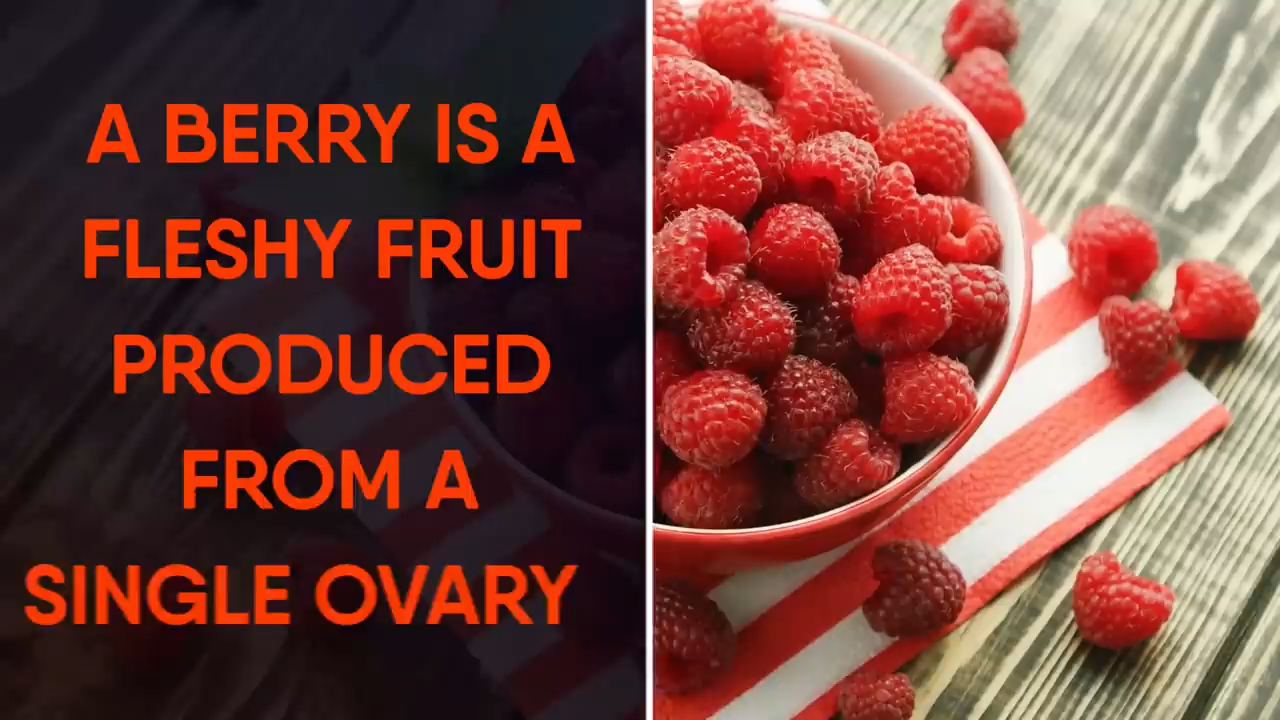 A BERRY IS A
FLESHY FRUIT
PRODUCED
FROM A
SINGLE OVARY